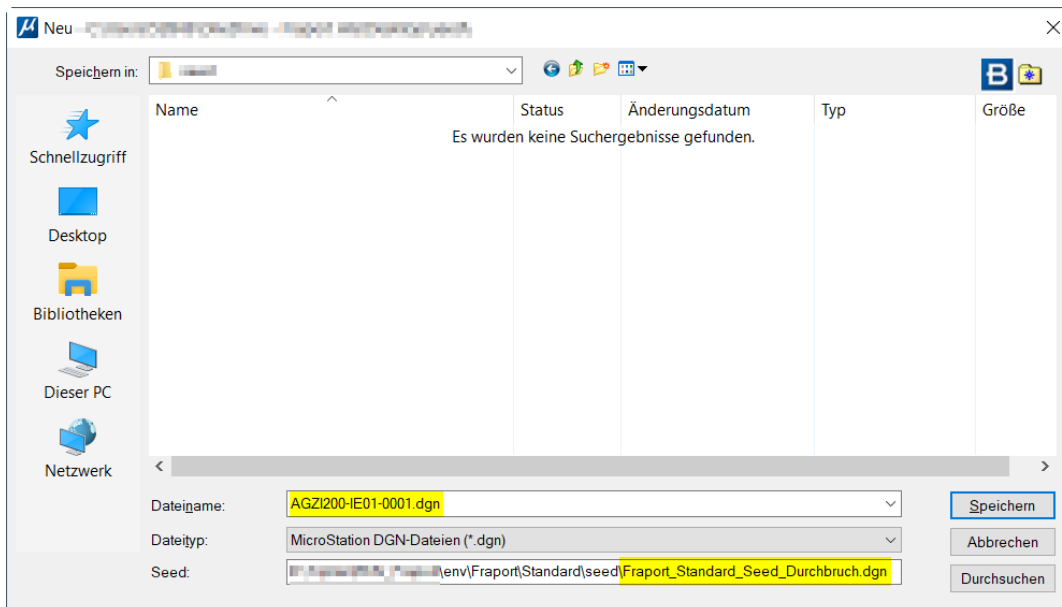 Neu
Speichern in:
Name Status Änderungsdatum Typ Größe
Es wurden keine Suchergebnisse gefunden.
Schnellzugriff
Desktop
Bibliotheken
Dieser PC
Netzwerk
Dateiname: AGZI200-IE01-0001.dgn Speichern
Dateityp: MicroStation DGN-Dateien (*.dgn) Abbrechen
Seed: \env\Fraport\Standard\seed\Fraport_Standard_Seed_Durchbruch.dgn Durchsuchen